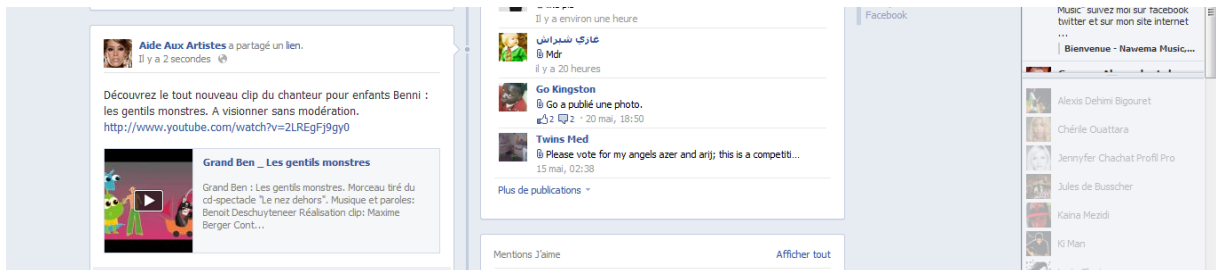 Aide Aux Artistes a partagé un lien.
Il y a 2 secondes
Découvrez le tout nouveau clip du chanteur pour enfants Benni :
les gentils monstres. A visionner sans modération.
http://www.youtube.com/watch?v=2LREgFj9gy0
Grand Ben _ Les gentils monstres
Grand Ben : Les gentils monstres. Morceau tiré du
cd-spectacle "Le nez dehors". Musique et paroles:
Benoit Deschuyteneer Réalisation clip: Maxime
Berger Cont...
Il y a environ une heure
غازي شبراش
Mdr
il y a 20 heures
Go Kingston
Go a publié une photo.
2 2 · 20 mai, 18:50
Twins Med
Please vote for my angels azer and arij; this is a competiti...
15 mai, 02:38
Plus de publications
Mentions J'aime
Afficher tout
Facebook
Music" suivez moi sur facebook
twitter et sur mon site internet
...
Bienvenue - Nawema Music,...
Alexis Dehimi Bigouret
Chérile Ouattara
Jennyfer Chachat Profil Pro
Jules de Busscher
Kaina Mezidi
Ki Man